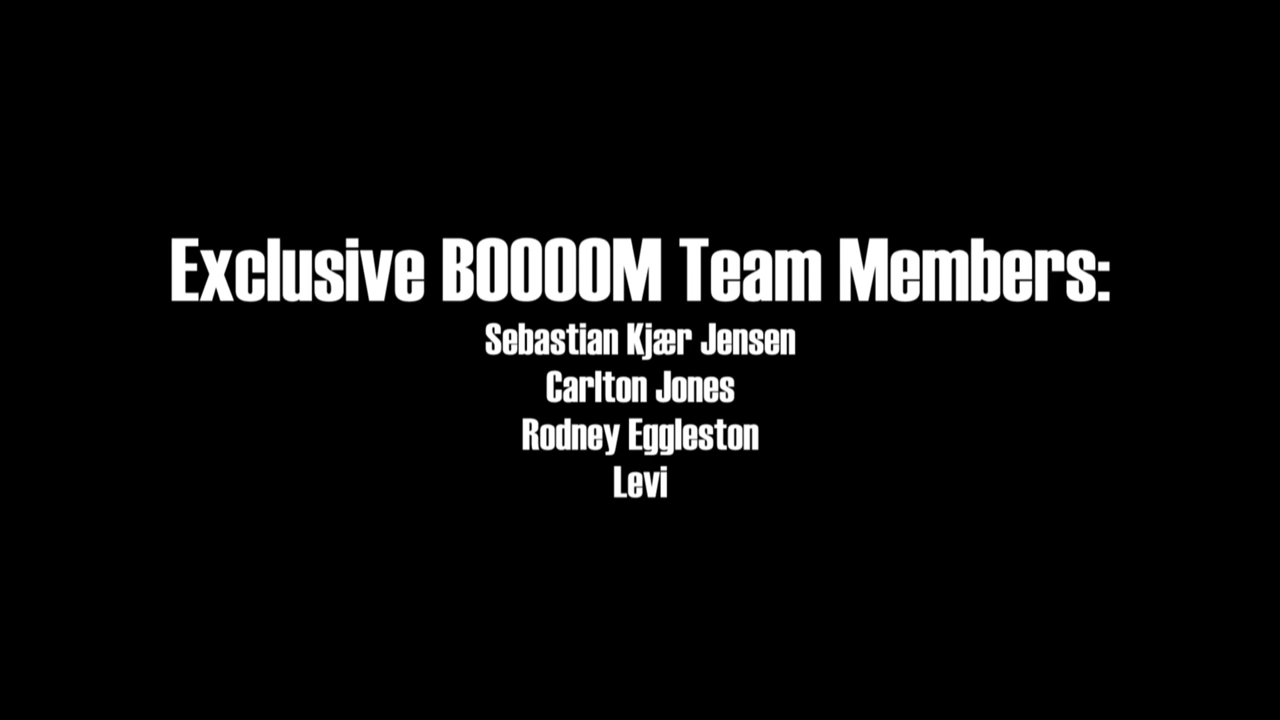 Exclusive BOOOOM Team Members:
Sebastian Kjær Jensen
Carlton Jones
Rodney Eggleston
Levi